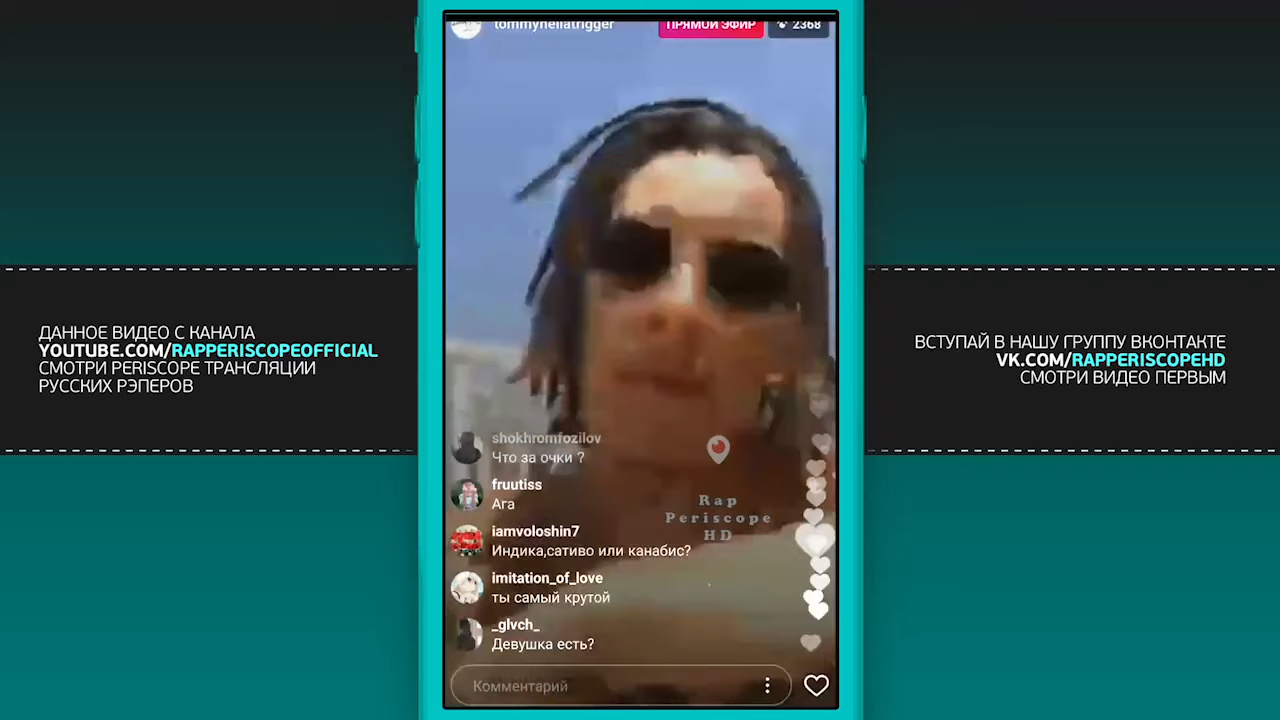 tommyhellatrigger
ПРЯМОЙ ЭФИР
2368
ДАННОЕ ВИДЕО С КАНАЛА
YOUTUBE.COM/RAPPERISCOPEOFFICIAL
СМОТРИ PERISCOPE ТРАНСЛЯЦИИ
РУССКИХ РЭПЕРОВ
ВСТУПАЙ В НАШУ ГРУППУ ВКОНТАКТЕ
VK.COM/RAPPERISCOPEHD
СМОТРИ ВИДЕО ПЕРВЫМ
shokhromfozilov
Что за очки ?
fruutiss
Ага
iamvoloshin7
Индика,сативо или канабис?
imitation_of_love
ты самый крутой
_glvch_
Девушка есть?
Rap
Periscope
HD
Комментарий